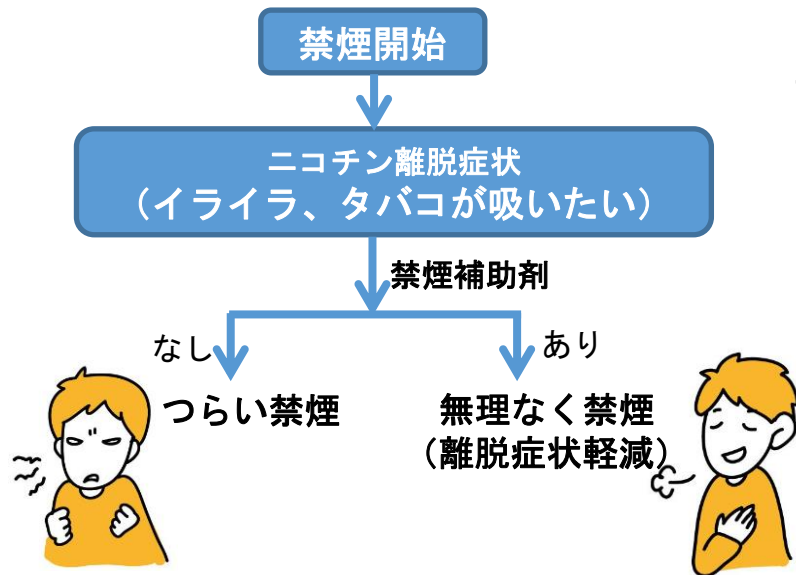 禁煙開始
ニコチン離脱症状
（イライラ、タバコが吸いたい）
禁煙補助剤
なし
あり
つらい禁煙
無理なく禁煙
（離脱症状軽減）